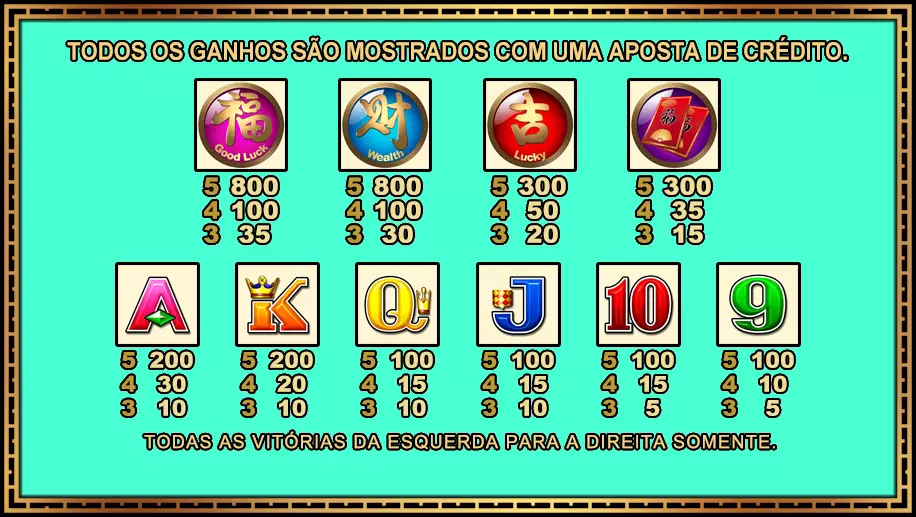 TODOS OS GANHOS SÃO MOSTRADOS COM UMA APOSTA DE CRÉDITO.
福 财 吉 福 福
Good Luck Wealth Lucky
5 800 5 800 5 300 5 300
4 100 4 100 4 50 4 35
3 35 3 30 3 20 3 15
A K Q J 10 9
5 200 5 200 5 100 5 100 5 100 5 100
4 30 4 20 4 15 4 15 4 15 4 10
3 10 3 10 3 10 3 10 3 5 3 5
TODAS AS VITÓRIAS DA ESQUERDA PARA A DIREITA SOMENTE.